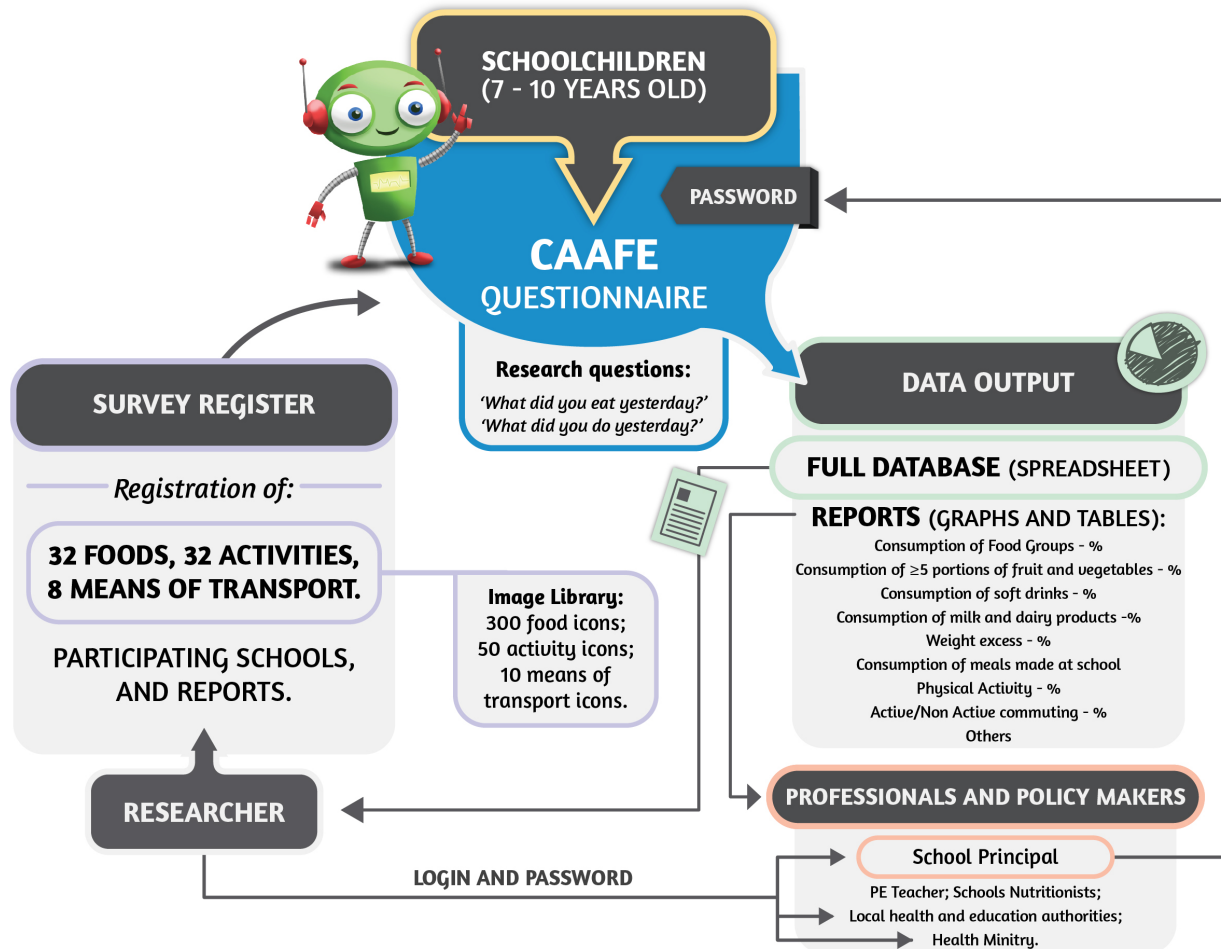 SCHOOLCHILDREN
(7 - 10 YEARS OLD)
PASSWORD
CAAFE
QUESTIONNAIRE
Research questions:
‘What did you eat yesterday?’
‘What did you do yesterday?’
SURVEY REGISTER
Registration of:
32 FOODS, 32 ACTIVITIES,
8 MEANS OF TRANSPORT.
PARTICIPATING SCHOOLS,
AND REPORTS.
Image Library:
300 food icons;
50 activity icons;
10 means of
transport icons.
RESEARCHER
LOGIN AND PASSWORD
DATA OUTPUT
FULL DATABASE (SPREADSHEET)
REPORTS (GRAPHS AND TABLES):
Consumption of Food Groups - %
Consumption of ≥5 portions of fruit and vegetables - %
Consumption of soft drinks - %
Consumption of milk and dairy products -%
Weight excess - %
Consumption of meals made at school
Physical Activity - %
Active/Non Active commuting - %
Others
PROFESSIONALS AND POLICY MAKERS
School Principal
PE Teacher; Schools Nutritionists;
Local health and education authorities;
Health Minitry.